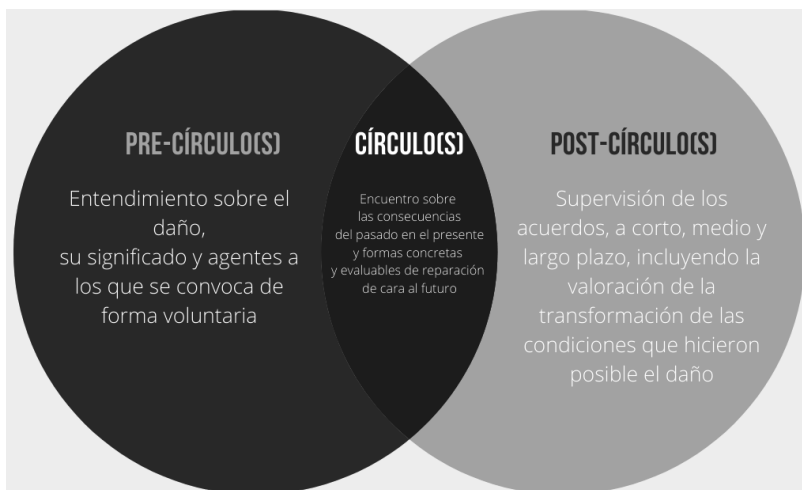 PRE-CÍRCULO(S)
Entendimiento sobre el
daño,
su significado y agentes a
los que se convoca de
forma voluntaria
CÍRCULO(S)
Encuentro sobre
las consecuencias
del pasado en el presente
y formas concretas
y evaluables de reparación
de cara al futuro
POST-CÍRCULO(S)
Supervisión de los
acuerdos, a corto, medio y
largo plazo, incluyendo la
valoración de la
transformación de las
condiciones que hicieron
posible el daño